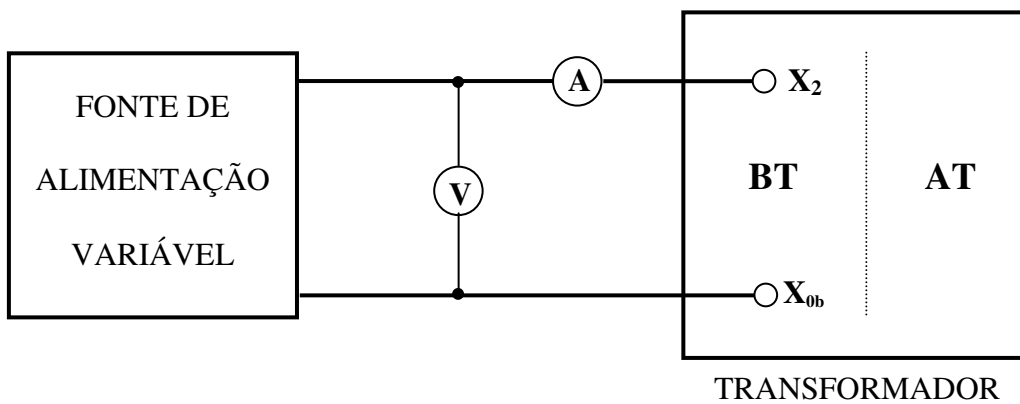 FONTE DE
ALIMENTAÇÃO
VARIÁVEL
A
V
X2
BT
AT
X0b
TRANSFORMADOR